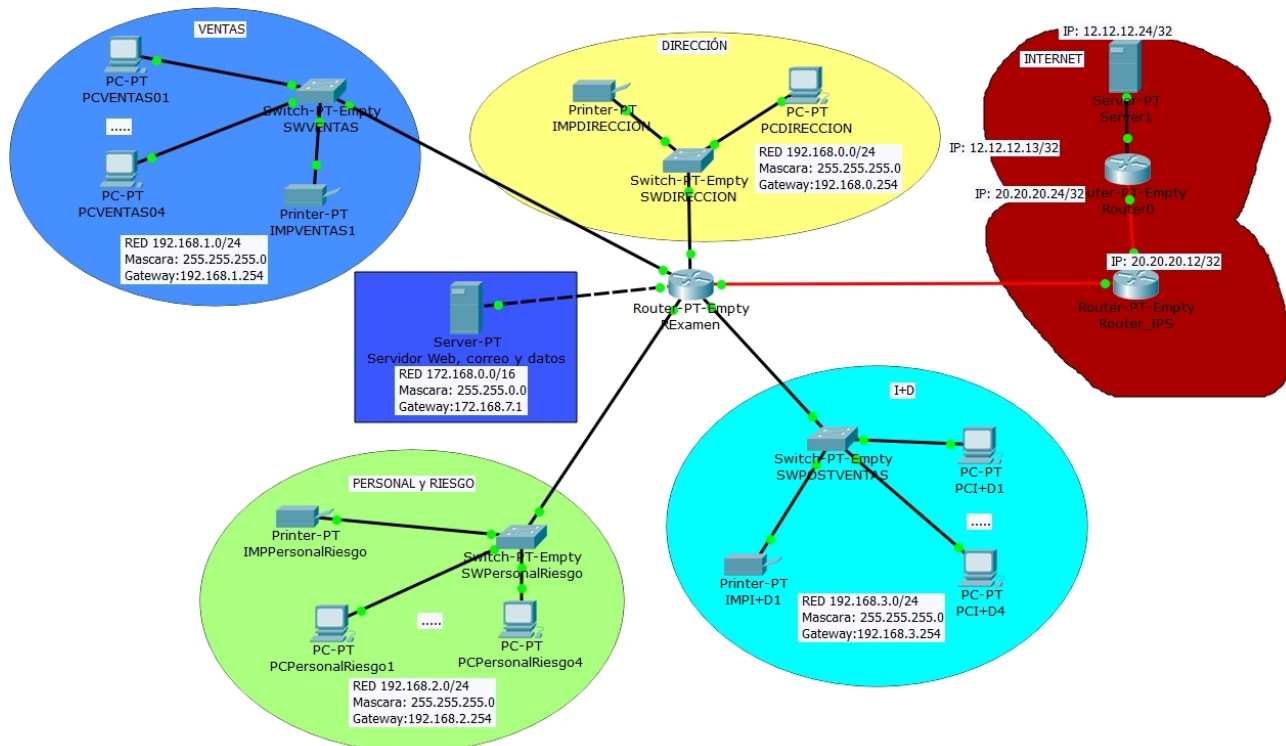 VENTAS
PC-PT
PCVENTAS01
.....
PC-PT
PCVENTAS04
Switch-PT-Empty
SWVENTAS
Printer-PT
IMPVENTAS1
RED 192.168.1.0/24
Mascara: 255.255.255.0
Gateway:192.168.1.254
DIRECCIÓN
Printer-PT
IMPDIRECCION
PC-PT
PCDIRECCION
Switch-PT-Empty
SWDIRECCION
RED 192.168.0.0/24
Mascara: 255.255.255.0
Gateway:192.168.0.254
IP: 12.12.12.24/32
INTERNET
Server-PT
Server1
IP: 12.12.12.13/32
IP: 20.20.20.24/32
Router-PT-Empty
Router0
IP: 20.20.20.12/32
Router-PT-Empty
Router_IPS
Router-PT-Empty
RExamen
Server-PT
Servidor Web, correo y datos
RED 172.168.0.0/16
Mascara: 255.255.0.0
Gateway:172.168.7.1
PERSONAL y RIESGO
Printer-PT
IMPPersonalRiesgo
Switch-PT-Empty
SWPersonalRiesgo
.....
PC-PT
PCPersonalRiesgo1
PC-PT
PCPersonalRiesgo4
RED 192.168.2.0/24
Mascara: 255.255.255.0
Gateway:192.168.2.254
I+D
Switch-PT-Empty
SWPOSTVENTAS
PC-PT
PCI+D1
.....
Printer-PT
IMPI+D1
PC-PT
PCI+D4
RED 192.168.3.0/24
Mascara: 255.255.255.0
Gateway:192.168.3.254